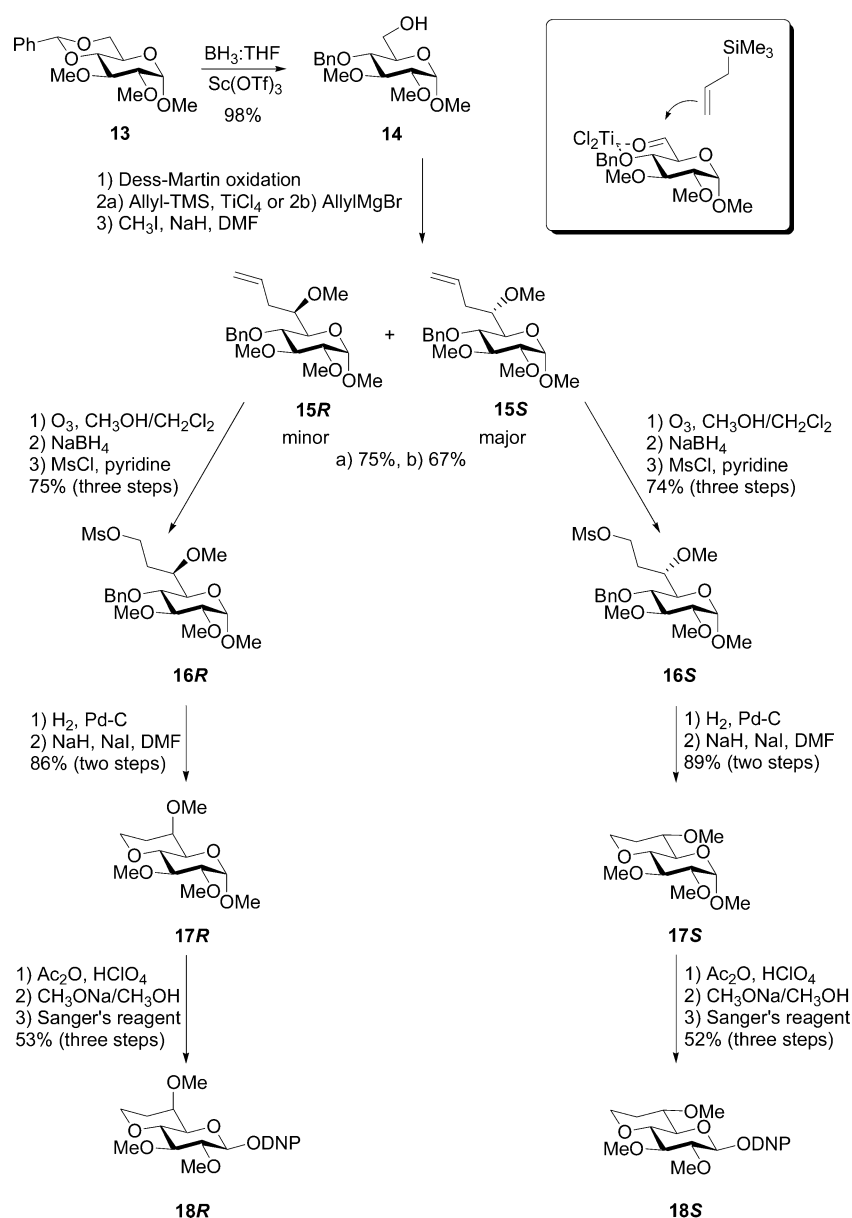 Ph
O
O
O
MeO
MeO
OMe
13
BH3:THF
Sc(OTf)3
98%
OH
BnO
O
MeO
MeO
OMe
14
SiMe3
Cl2Ti
O
BnO
O
MeO
MeO
OMe
1) Dess-Martin oxidation
2a) Allyl-TMS, TiCl4 or 2b) AllylMgBr
3) CH3I, NaH, DMF
OMe
BnO
O
MeO
MeO
OMe
15R
minor
+
OMe
BnO
O
MeO
MeO
OMe
15S
major
a) 75%, b) 67%
1) O3, CH3OH/CH2Cl2
2) NaBH4
3) MsCl, pyridine
75% (three steps)
1) O3, CH3OH/CH2Cl2
2) NaBH4
3) MsCl, pyridine
74% (three steps)
MsO
OMe
BnO
O
MeO
MeO
OMe
16R
MsO
OMe
BnO
O
MeO
MeO
OMe
16S
1) H2, Pd-C
2) NaH, NaI, DMF
86% (two steps)
1) H2, Pd-C
2) NaH, NaI, DMF
89% (two steps)
OMe
O
O
MeO
MeO
OMe
17R
OMe
O
O
MeO
MeO
OMe
17S
1) Ac2O, HClO4
2) CH3ONa/CH3OH
3) Sanger's reagent
53% (three steps)
1) Ac2O, HClO4
2) CH3ONa/CH3OH
3) Sanger's reagent
52% (three steps)
OMe
O
O
MeO
MeO
ODNP
18R
OMe
O
O
MeO
MeO
ODNP
18S